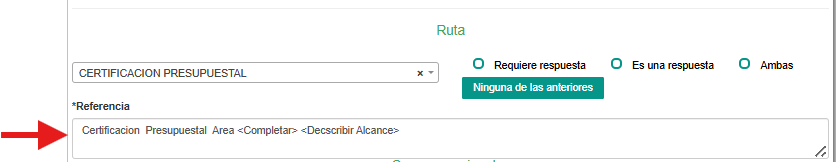 Ruta
CERTIFICACION PRESUPUESTAL × Requiere respuesta Es una respuesta Ambas
Ninguna de las anteriores
*Referencia
Certificacion Presupuestal Area <Completar> <Decscribir Alcance>